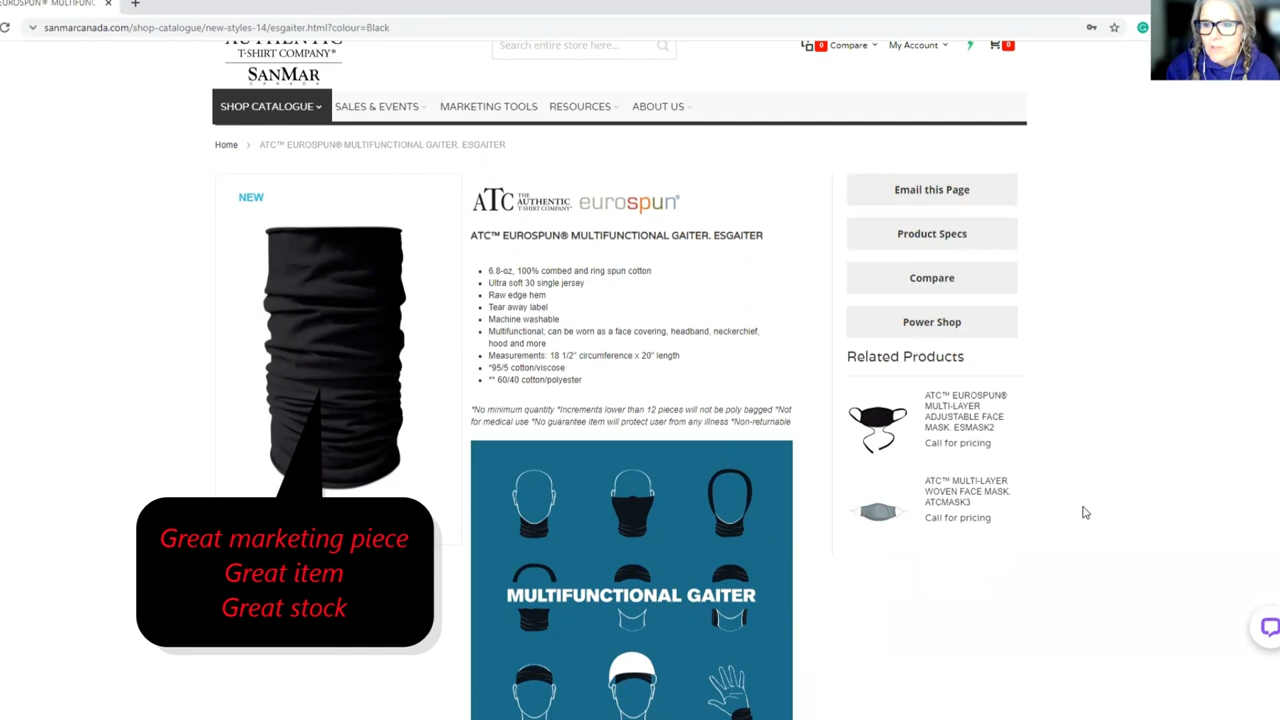 EUROSPUN® MULTIFUNC
sanmarcanada.com/shop-catalogue/new-styles-14/esgaiter.html?colour=Black
AUTHENTIC
T-SHIRT COMPANY®
SANMAR
CANADA
Search entire store here...
0 Compare
My Account
0
SHOP CATALOGUE
SALES & EVENTS
MARKETING TOOLS
RESOURCES
ABOUT US
Home > ATC™ EUROSPUN® MULTIFUNCTIONAL GAITER. ESGAITER
NEW
ATC THE AUTHENTIC T-SHIRT COMPANY® eurospun®
ATC™ EUROSPUN® MULTIFUNCTIONAL GAITER. ESGAITER
• 6.8-oz, 100% combed and ring spun cotton
• Ultra soft 30 single jersey
• Raw edge hem
• Tear away label
• Machine washable
• Multifunctional; can be worn as a face covering, headband, neckerchief,
hood and more
• Measurements: 18 1/2" circumference x 20" length
• *95/5 cotton/viscose
• ** 60/40 cotton/polyester
*No minimum quantity *Increments lower than 12 pieces will not be poly bagged *Not
for medical use *No guarantee item will protect user from any illness *Non-returnable
MULTIFUNCTIONAL GAITER
Great marketing piece
Great item
Great stock
Email this Page
Product Specs
Compare
Power Shop
Related Products
ATC™ EUROSPUN®
MULTI-LAYER
ADJUSTABLE FACE
MASK. ESMASK2
Call for pricing
ATC™ MULTI-LAYER
WOVEN FACE MASK.
ATCMASK3
Call for pricing